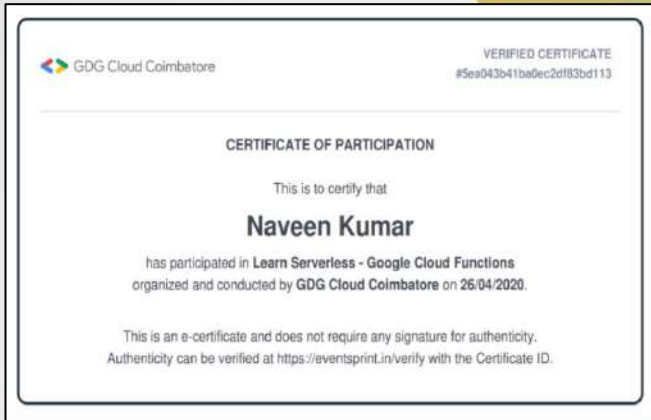 GDG Cloud Coimbatore
VERIFIED CERTIFICATE
#5ea043b41ba0ec2df83bd113
CERTIFICATE OF PARTICIPATION
This is to certify that
Naveen Kumar
has participated in Learn Serverless - Google Cloud Functions
organized and conducted by GDG Cloud Coimbatore on 26/04/2020.
This is an e-certificate and does not require any signature for authenticity.
Authenticity can be verified at https://eventsprint.in/verify with the Certificate ID.